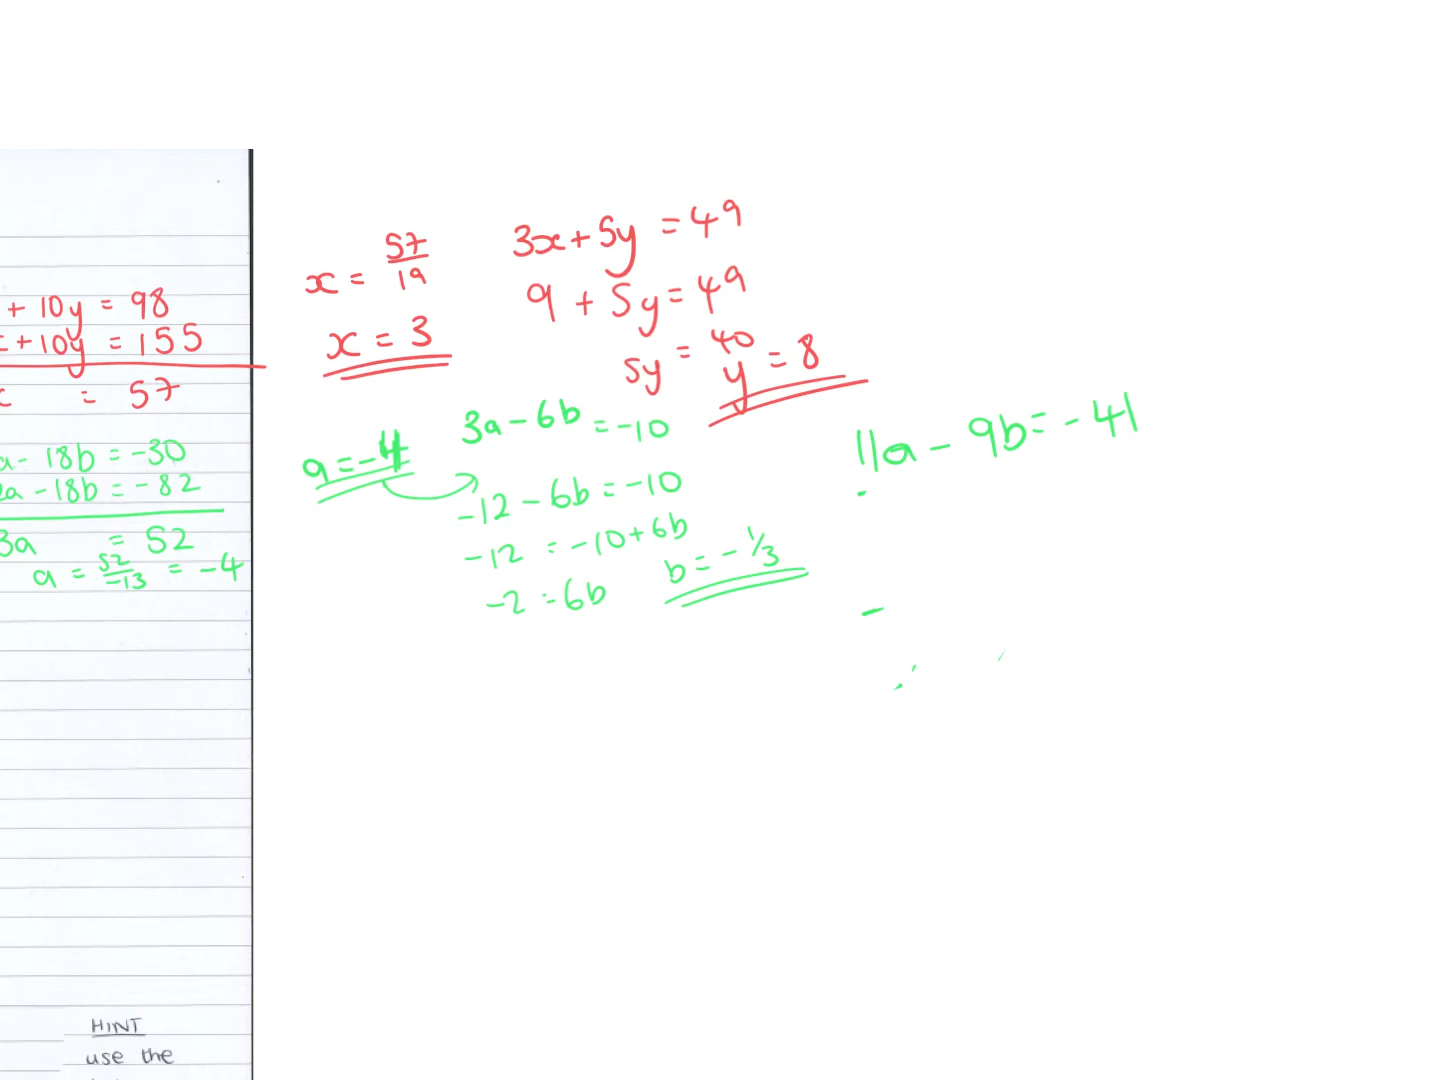 + 10y = 98
+10y = 155
= 57
x = 57/19
x = 3
3x+5y = 49
9 + 5y = 49
5y = 40
y = 8
a - 18b = -30
a - 18b = -82
3a = 52
a = 52/-13 = -4
a = -4
3a - 6b = -10
-12 - 6b = -10
-12 = -10+6b
-2 = 6b
b = - 1/3
11a - 9b = -41
HINT
use the